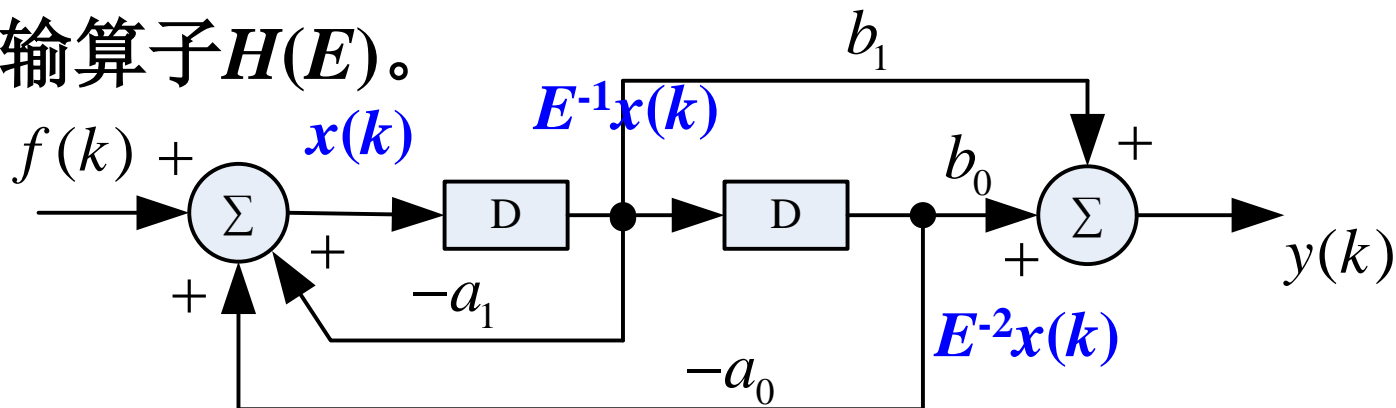 输算子H(E)。
b₁
E⁻¹x(k)
x(k)
f(k) +
+
b₀
Σ
D
D
Σ
+
+
y(k)
+
−a₁
E⁻²x(k)
−a₀